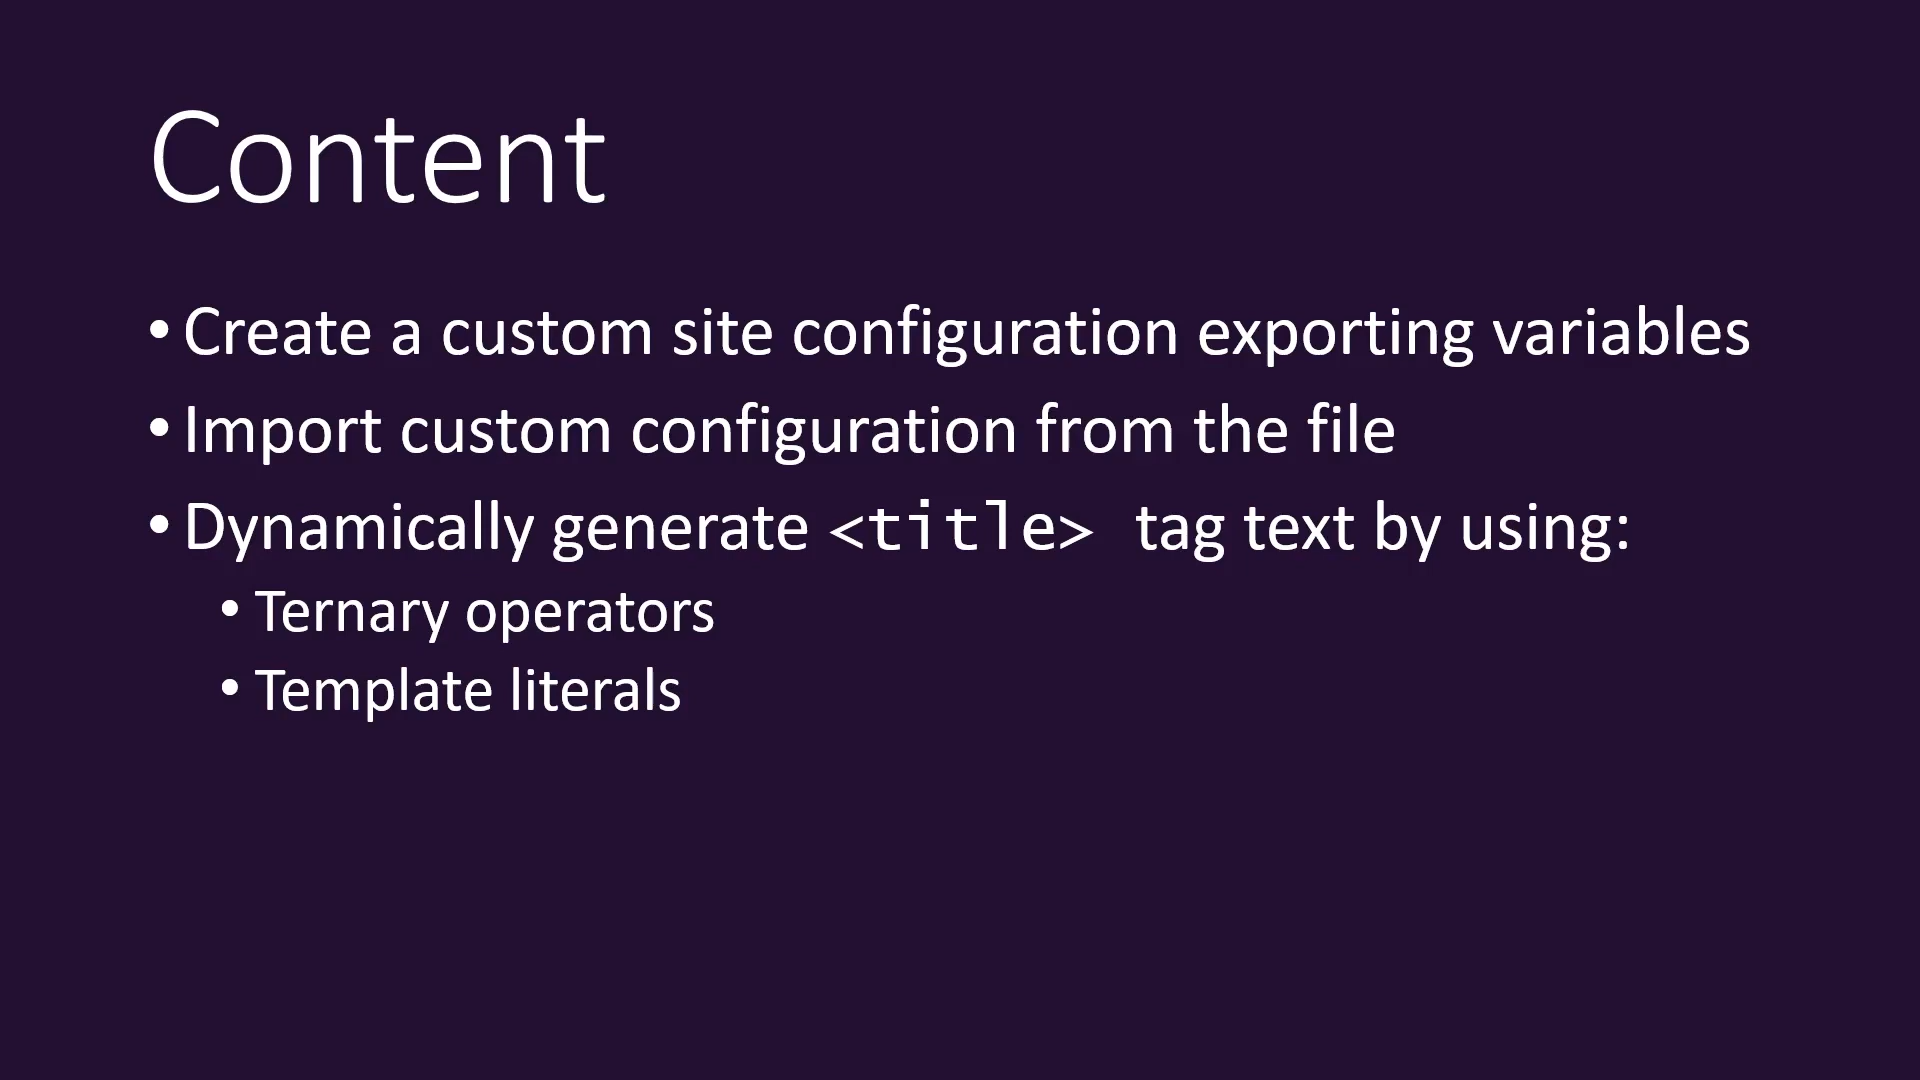 Content
• Create a custom site configuration exporting variables
• Import custom configuration from the file
• Dynamically generate <title> tag text by using:
• Ternary operators
• Template literals